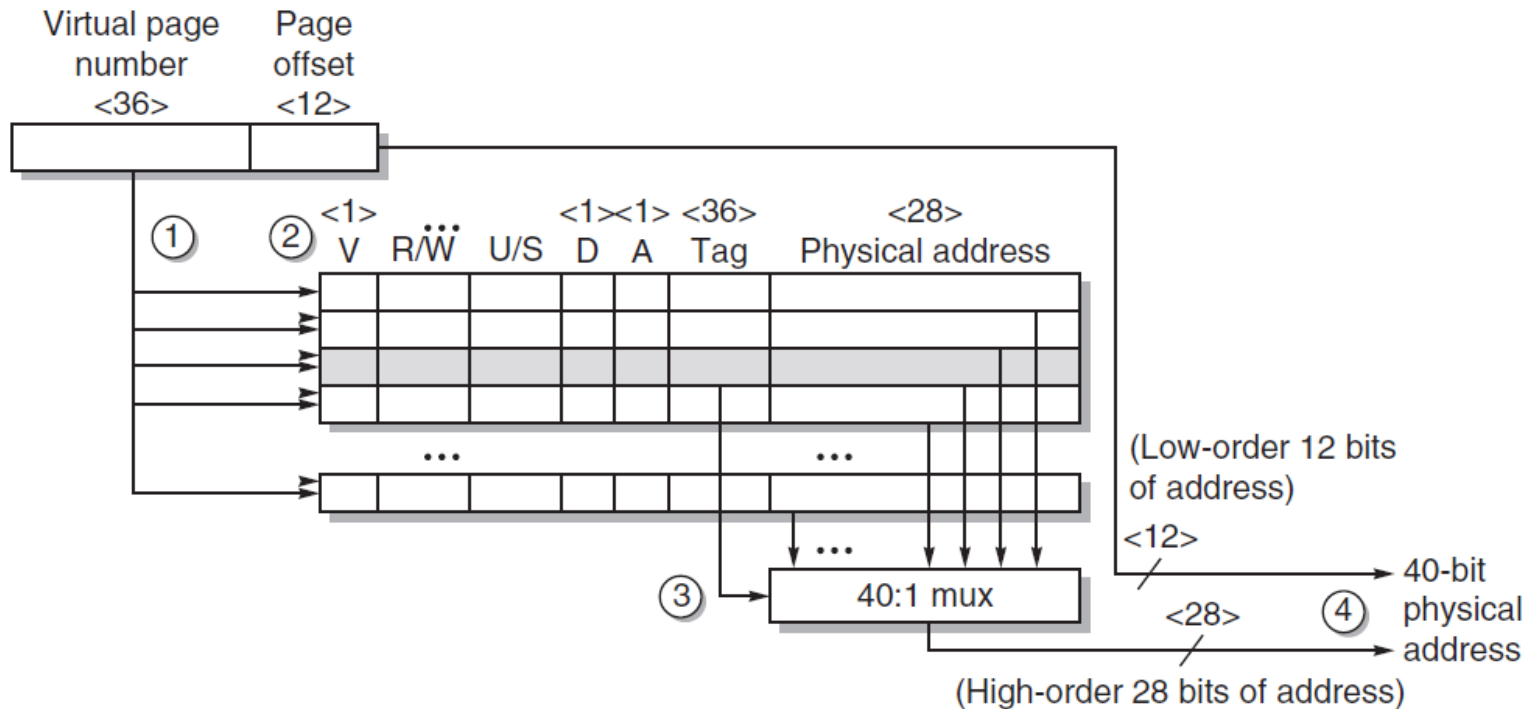 Virtual page
number
<36>
Page
offset
<12>
1
2
<1>
V
...
R/W
U/S
<1>
D
<1>
A
<36>
Tag
<28>
Physical address
...
...
(Low-order 12 bits
of address)
...
<12>
3
40:1 mux
40-bit
physical
address
<28>
4
(High-order 28 bits of address)